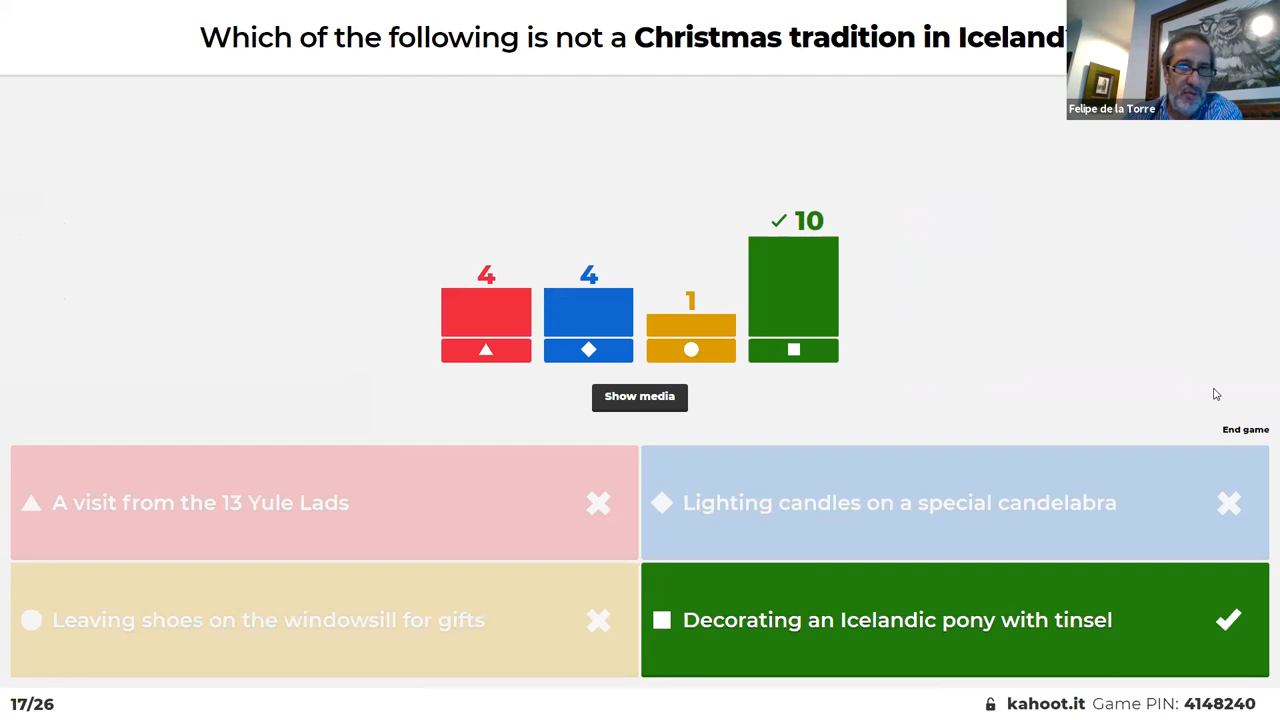 Which of the following is not a Christmas tradition in Iceland
Felipe de la Torre
4
4
1
10
Show media
End game
A visit from the 13 Yule Lads
Lighting candles on a special candelabra
Leaving shoes on the windowsill for gifts
Decorating an Icelandic pony with tinsel
17/26
kahoot.it Game PIN: 4148240